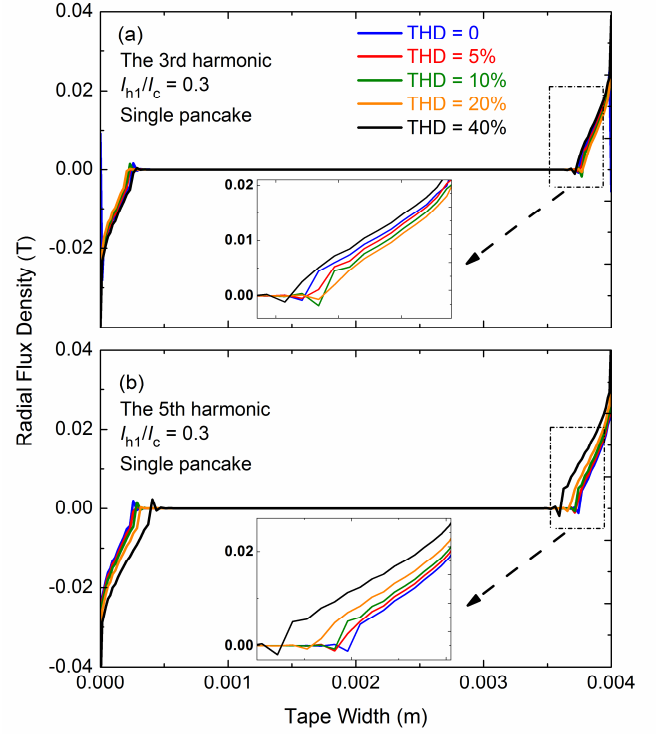 0.04
(a)
The 3rd harmonic
Ih1/Ic = 0.3
Single pancake
THD = 0
THD = 5%
THD = 10%
THD = 20%
THD = 40%
0.02
0.00
-0.02
0.02
0.01
0.00
Radial Flux Density (T)
0.04
(b)
The 5th harmonic
Ih1/Ic = 0.3
Single pancake
0.02
0.00
-0.02
-0.04
0.02
0.00
0.000
0.001
0.002
0.003
0.004
Tape Width (m)